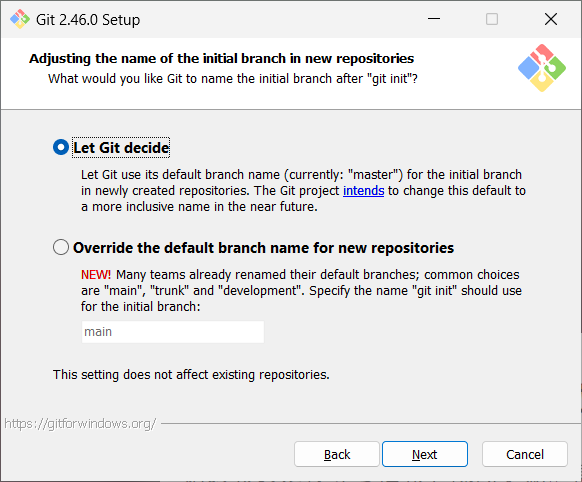 Git 2.46.0 Setup
Adjusting the name of the initial branch in new repositories
What would you like Git to name the initial branch after "git init"?
Let Git decide
Let Git use its default branch name (currently: "master") for the initial branch
in newly created repositories. The Git project intends to change this default to
a more inclusive name in the near future.
Override the default branch name for new repositories
NEW! Many teams already renamed their default branches; common choices
are "main", "trunk" and "development". Specify the name "git init" should use
for the initial branch:
main
This setting does not affect existing repositories.
https://gitforwindows.org/
Back Next Cancel